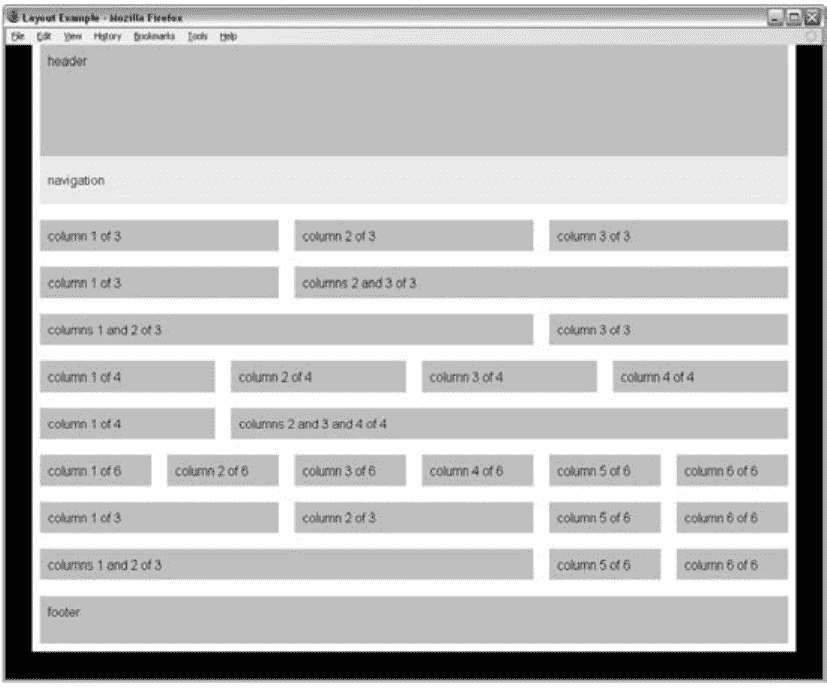 Layout Example - Mozilla Firefox
File Edit View History Bookmarks Tools Help
header
navigation
column 1 of 3 column 2 of 3 column 3 of 3
column 1 of 3 columns 2 and 3 of 3
columns 1 and 2 of 3 column 3 of 3
column 1 of 4 column 2 of 4 column 3 of 4 column 4 of 4
column 1 of 4 columns 2 and 3 and 4 of 4
column 1 of 6 column 2 of 6 column 3 of 6 column 4 of 6 column 5 of 6 column 6 of 6
column 1 of 3 column 2 of 3 column 5 of 6 column 6 of 6
columns 1 and 2 of 3 column 5 of 6 column 6 of 6
footer